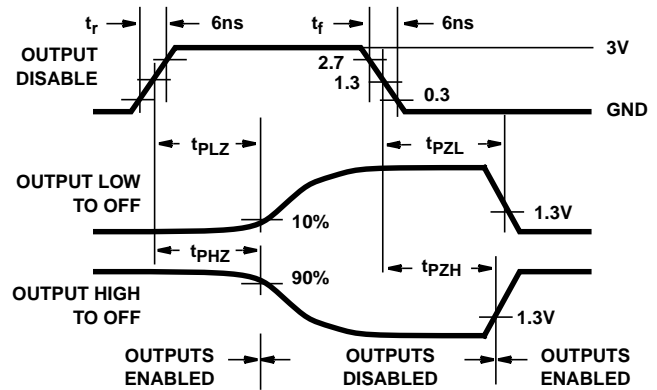 tr 6ns tf 6ns
OUTPUT
DISABLE
2.7
1.3
0.3
3V
GND
tPLZ tPZL
OUTPUT LOW
TO OFF
10%
1.3V
tPHZ tPZH
OUTPUT HIGH
TO OFF
90%
1.3V
OUTPUTS
ENABLED
OUTPUTS
DISABLED
OUTPUTS
ENABLED